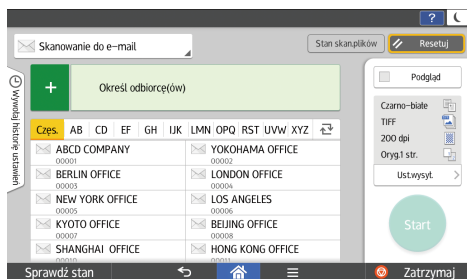 ?
Skanowanie do e-mail
Stan skan.plików
Resetuj
Wywołaj historię ustawień
+
Określ odbiorcę(ów)
Podgląd
Częs. AB CD EF GH IJK LMN OPQ RST UVW XYZ
Czarno-białe
TIFF
200 dpi
Oryg.1 str.
ABCD COMPANY
00001
YOKOHAMA OFFICE
00002
BERLIN OFFICE
00003
LONDON OFFICE
00004
NEW YORK OFFICE
00005
LOS ANGELES
00006
KYOTO OFFICE
00007
BEIJING OFFICE
00008
SHANGHAI OFFICE
00010
HONG KONG OFFICE
00011
Ust.wysył.
Start
Sprawdź stan
Zatrzymaj